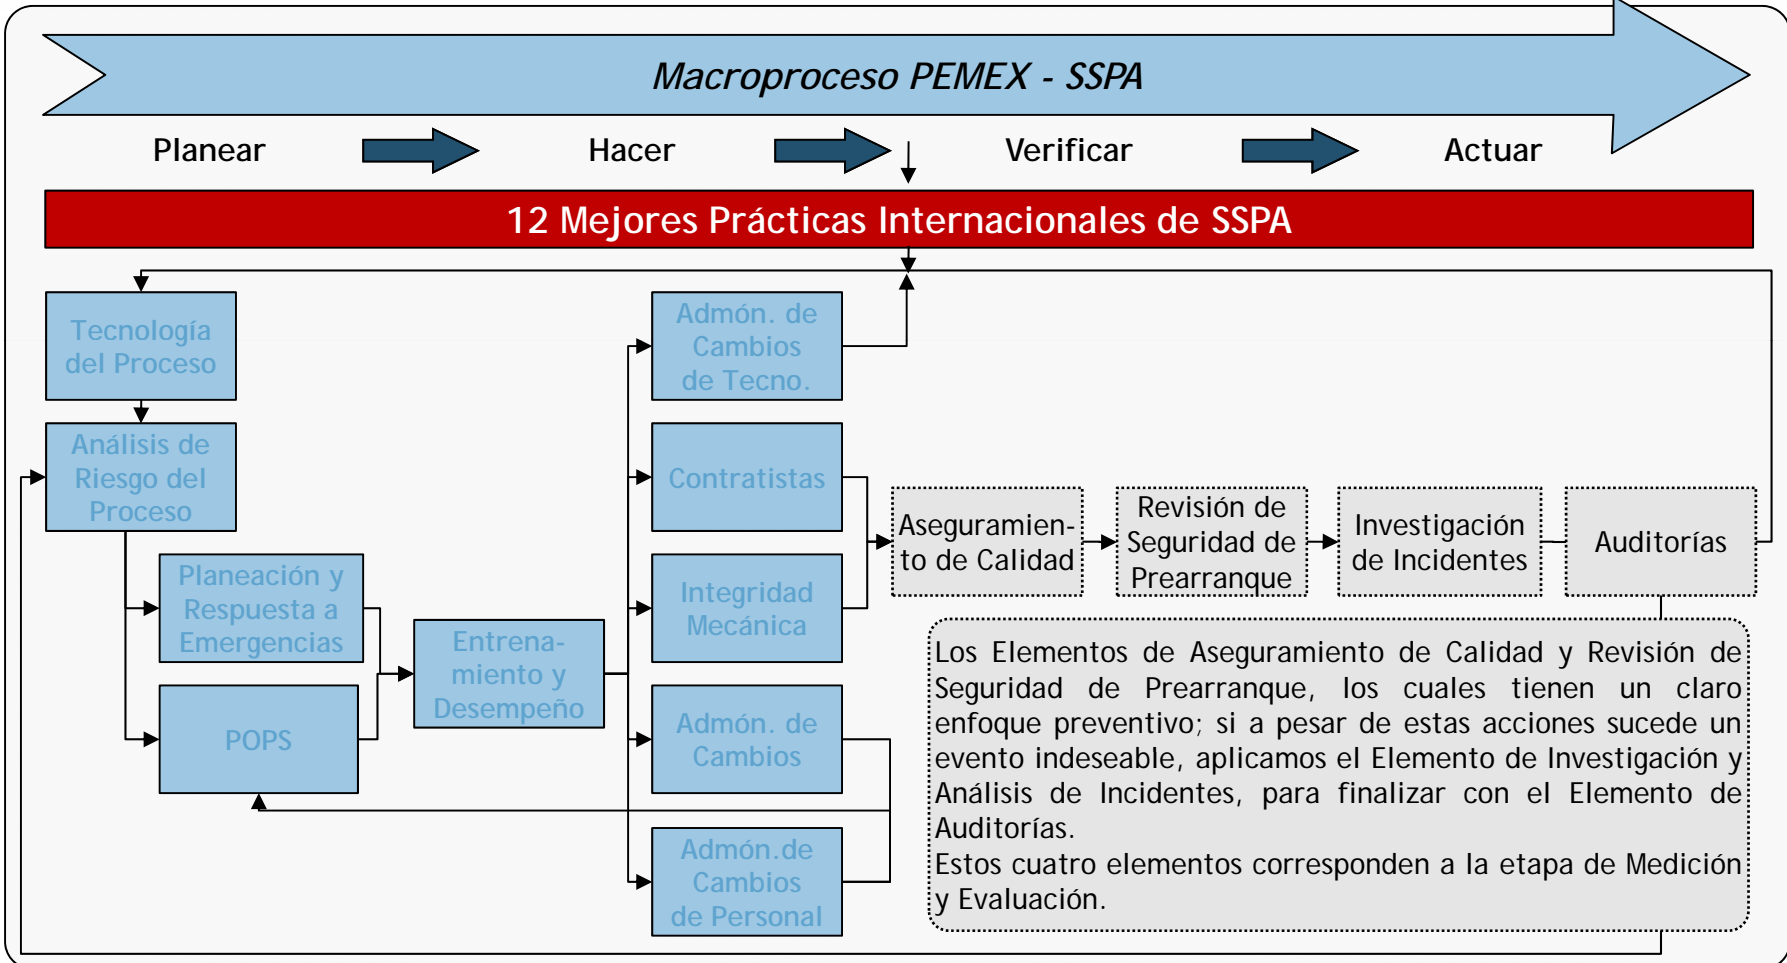 Macroproceso PEMEX - SSPA
Planear
Hacer
Verificar
Actuar
12 Mejores Prácticas Internacionales de SSPA
Tecnología
del Proceso
Análisis de
Riesgo del
Proceso
Planeación y
Respuesta a
Emergencias
POPS
Entrena-
miento y
Desempeño
Admón. de
Cambios
de Tecno.
Contratistas
Integridad
Mecánica
Admón. de
Cambios
Admón.de
Cambios
de Personal
Aseguramien-
to de Calidad
Revisión de
Seguridad de
Prearranque
Investigación
de Incidentes
Auditorías
Los Elementos de Aseguramiento de Calidad y Revisión de
Seguridad de Prearranque, los cuales tienen un claro
enfoque preventivo; si a pesar de estas acciones sucede un
evento indeseable, aplicamos el Elemento de Investigación y
Análisis de Incidentes, para finalizar con el Elemento de
Auditorías.
Estos cuatro elementos corresponden a la etapa de Medición
y Evaluación.